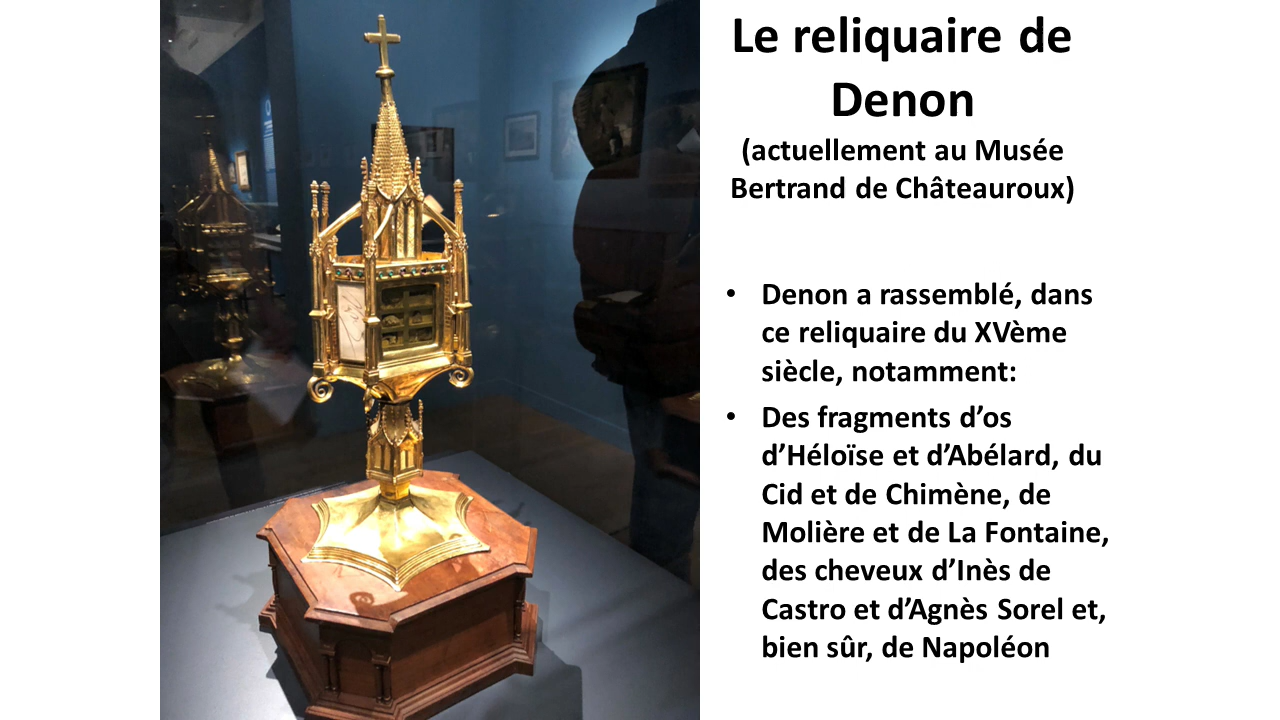 Le reliquaire de
Denon
(actuellement au Musée
Bertrand de Châteauroux)
• Denon a rassemblé, dans
ce reliquaire du XVème
siècle, notamment:
• Des fragments d’os
d’Héloïse et d’Abélard, du
Cid et de Chimène, de
Molière et de La Fontaine,
des cheveux d’Inès de
Castro et d’Agnès Sorel et,
bien sûr, de Napoléon